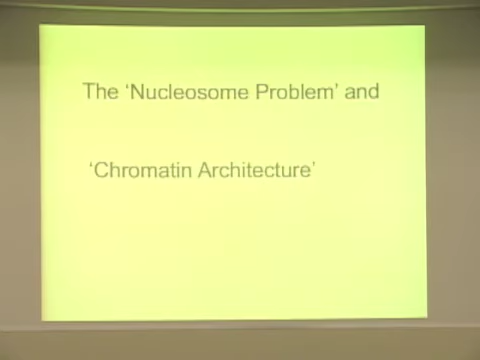 The ‘Nucleosome Problem’ and
‘Chromatin Architecture’